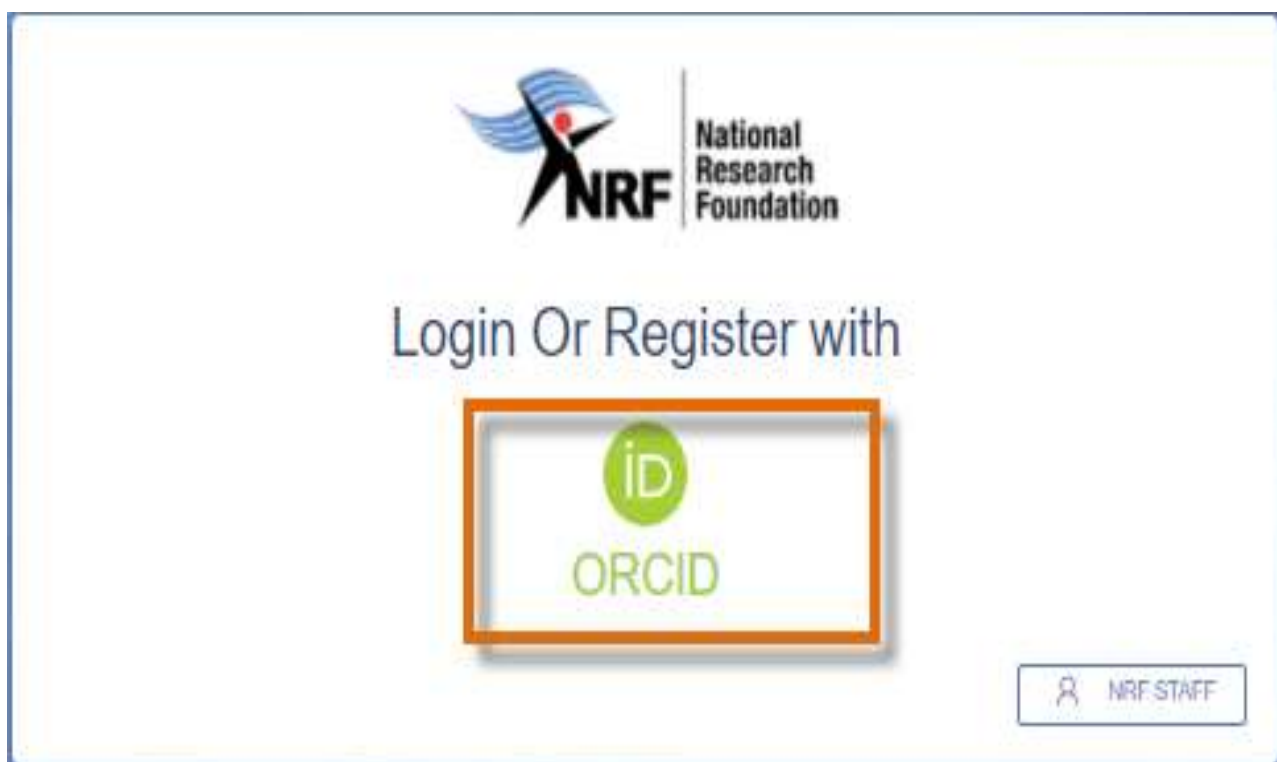 NRF
National
Research
Foundation
Login Or Register with
iD
ORCID
NRF STAFF